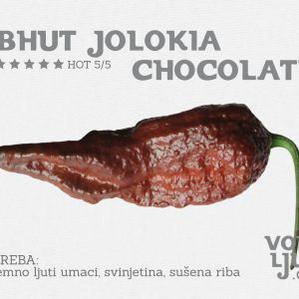 BHUT JOLOKIA
★★★★★ HOT 5/5
CHOCOLAT
VO
LJ
REBA:
emno ljuti umaci, svinjetina, sušena riba